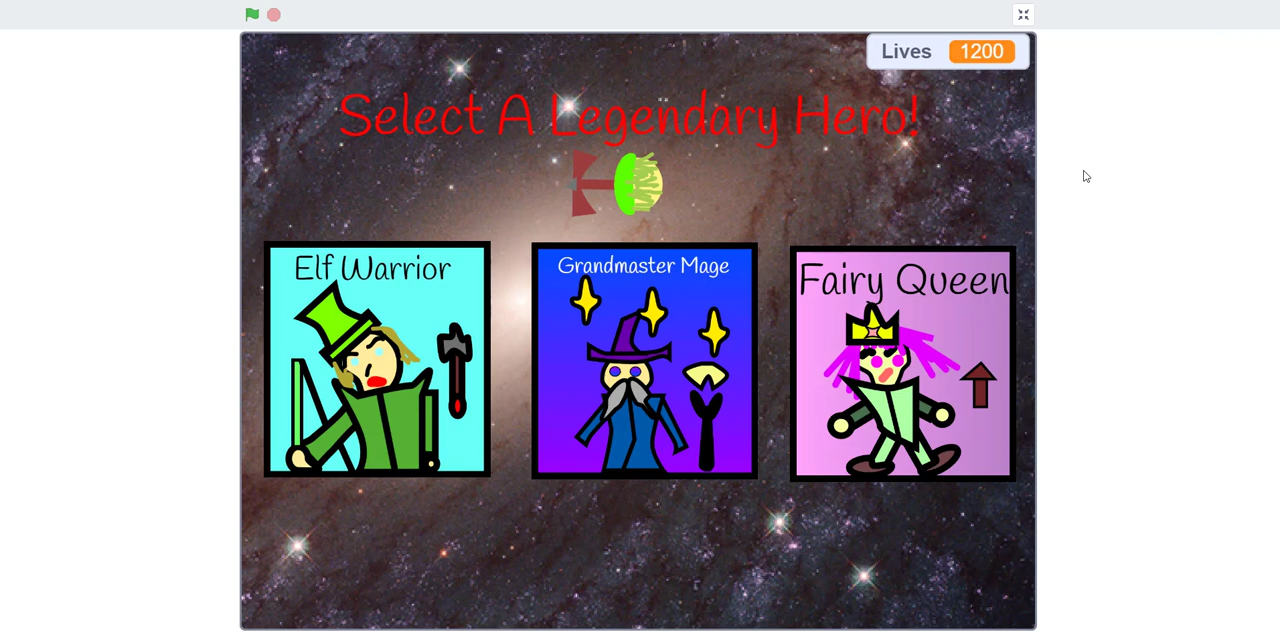 Lives 1200
Select A Legendary Hero!
Elf Warrior
Grandmaster Mage
Fairy Queen